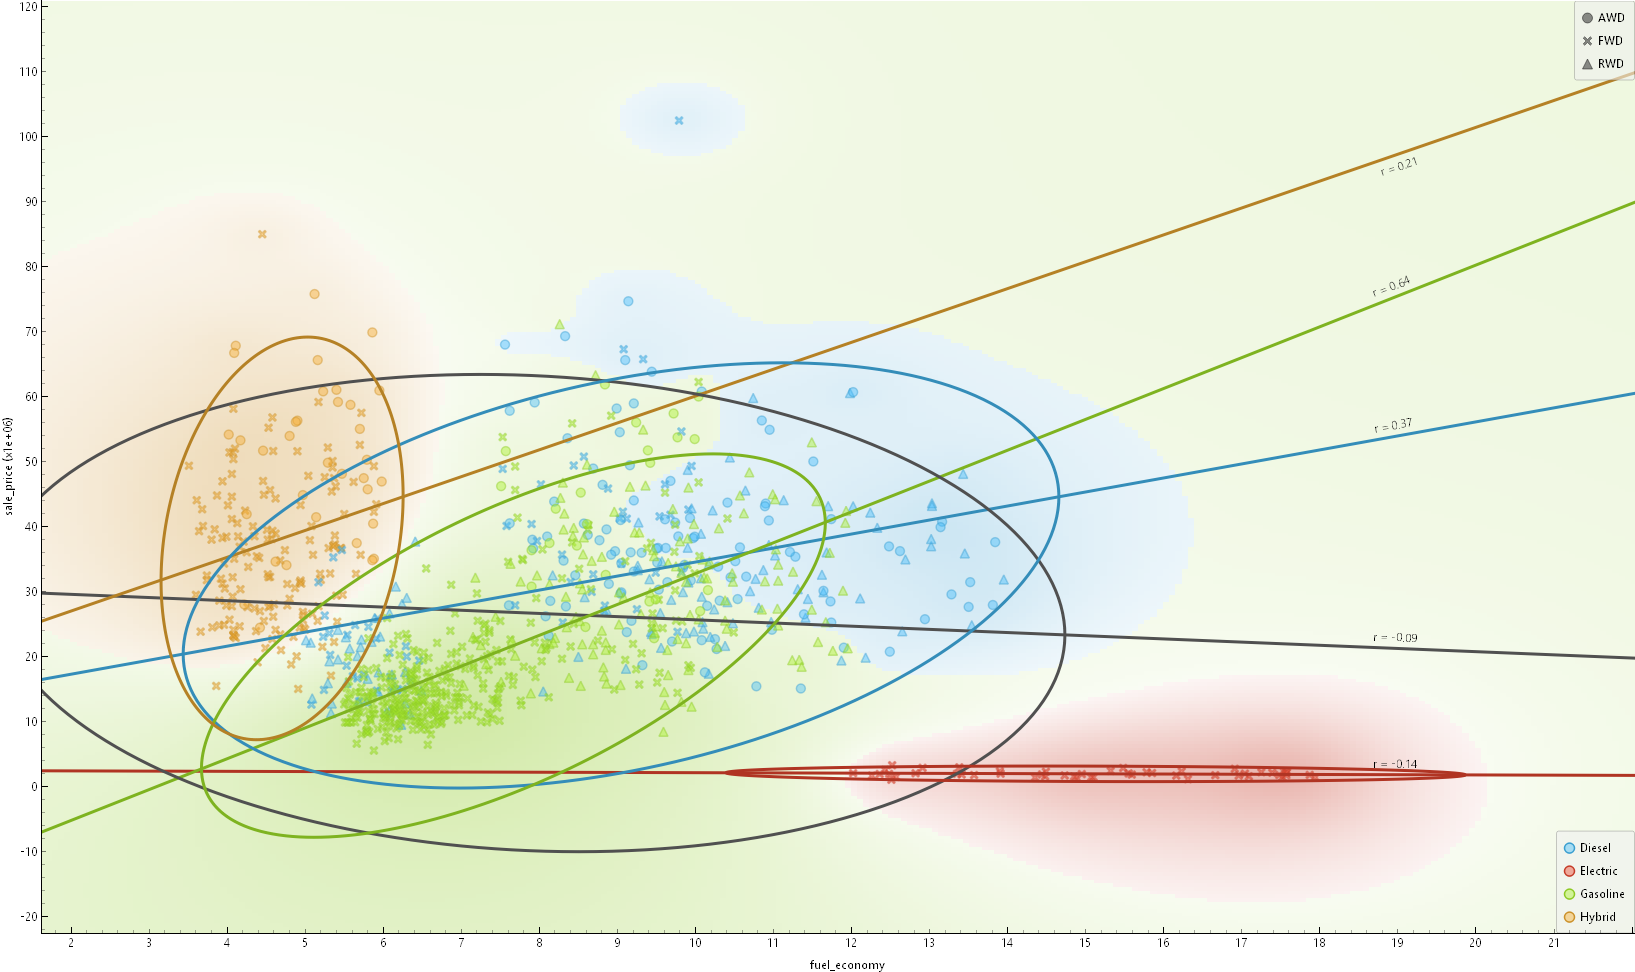 120
110
100
90
80
70
60
50
40
30
20
10
0
-10
-20
sale_price (x1e+06)
AWD
FWD
RWD
r = 0.21
r = 0.64
r = 0.37
r = -0.09
r = -0.14
Diesel
Electric
Gasoline
Hybrid
2 3 4 5 6 7 8 9 10 11 12 13 14 15 16 17 18 19 20 21
fuel_economy